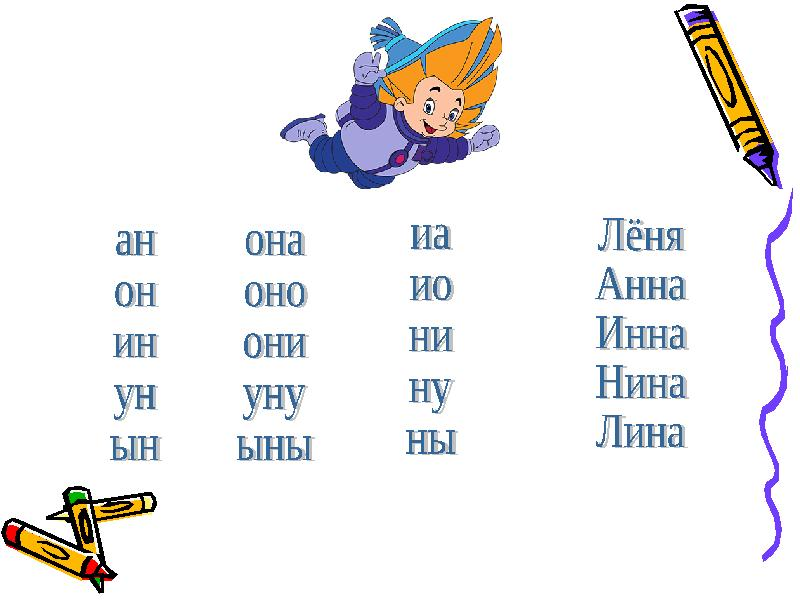 ан она иа Лёня
он оно ио Анна
ин они ни Инна
ун уну ну Нина
ын ыны ны Лина